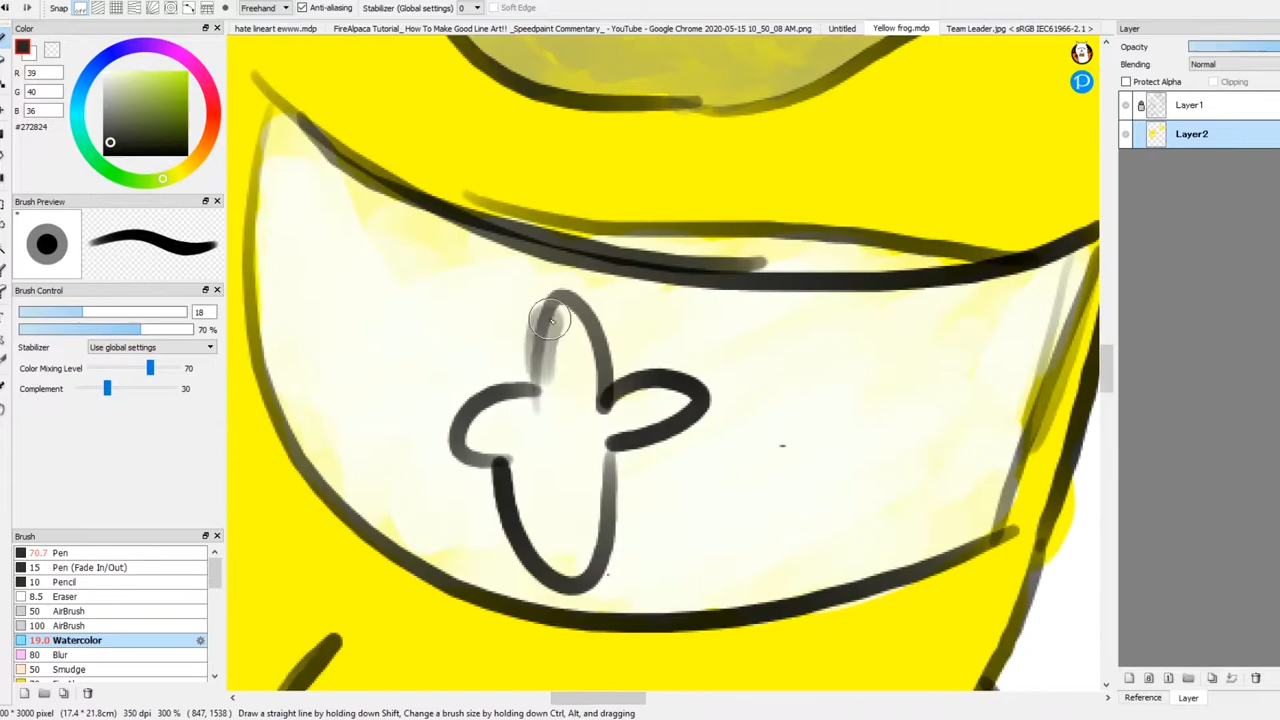 Snap Freehand Anti-aliasing Stabilizer (Global settings) 0 Soft Edge
Color
hate lineart ewww.mdp FireAlpaca Tutorial_ How To Make Good Line Art!! _Speedpaint Commentary_ - YouTube - Google Chrome 2020-05-15 10_50_08 AM.png Untitled Yellow frog.mdp Team Leader.jpg < sRGB IEC61966-2.1 >
Layer
R 39
G 40
B 36
#272824
Opacity
Blending Normal
Protect Alpha Clipping
Layer1
Layer2
Brush Preview
Brush Control
18
70 %
Stabilizer Use global settings
Color Mixing Level 70
Complement 30
Brush
70.7 Pen
15 Pen (Fade In/Out)
10 Pencil
8.5 Eraser
50 AirBrush
100 AirBrush
19.0 Watercolor
80 Blur
50 Smudge
Reference Layer
00 * 3000 pixel (17.4 * 21.8cm) 350 dpi 300 % ( 847, 1538 ) Draw a straight line by holding down Shift, Change a brush size by holding down Ctrl, Alt, and dragging